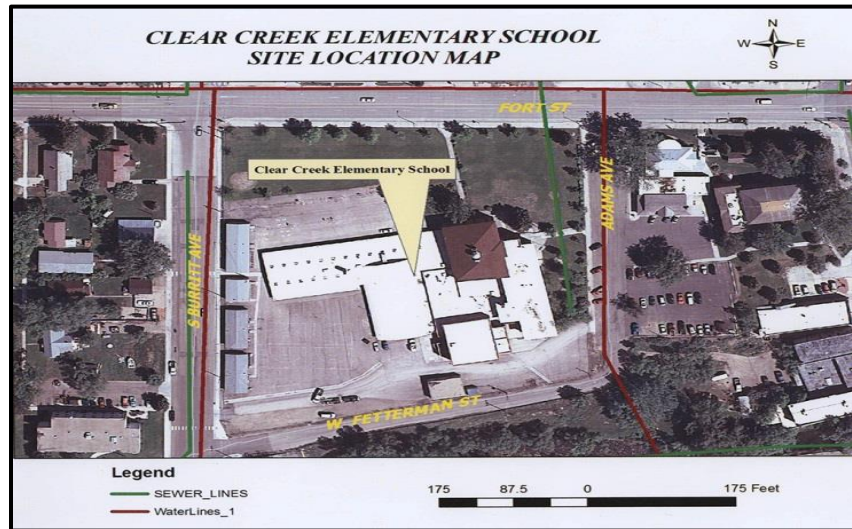 CLEAR CREEK ELEMENTARY SCHOOL
SITE LOCATION MAP
N
W E
S
FORT ST
Clear Creek Elementary School
ADAMS AVE
S BURRITT AVE
W FETTERMAN ST
Legend
SEWER_LINES
WaterLines_1
175 87.5 0 175 Feet